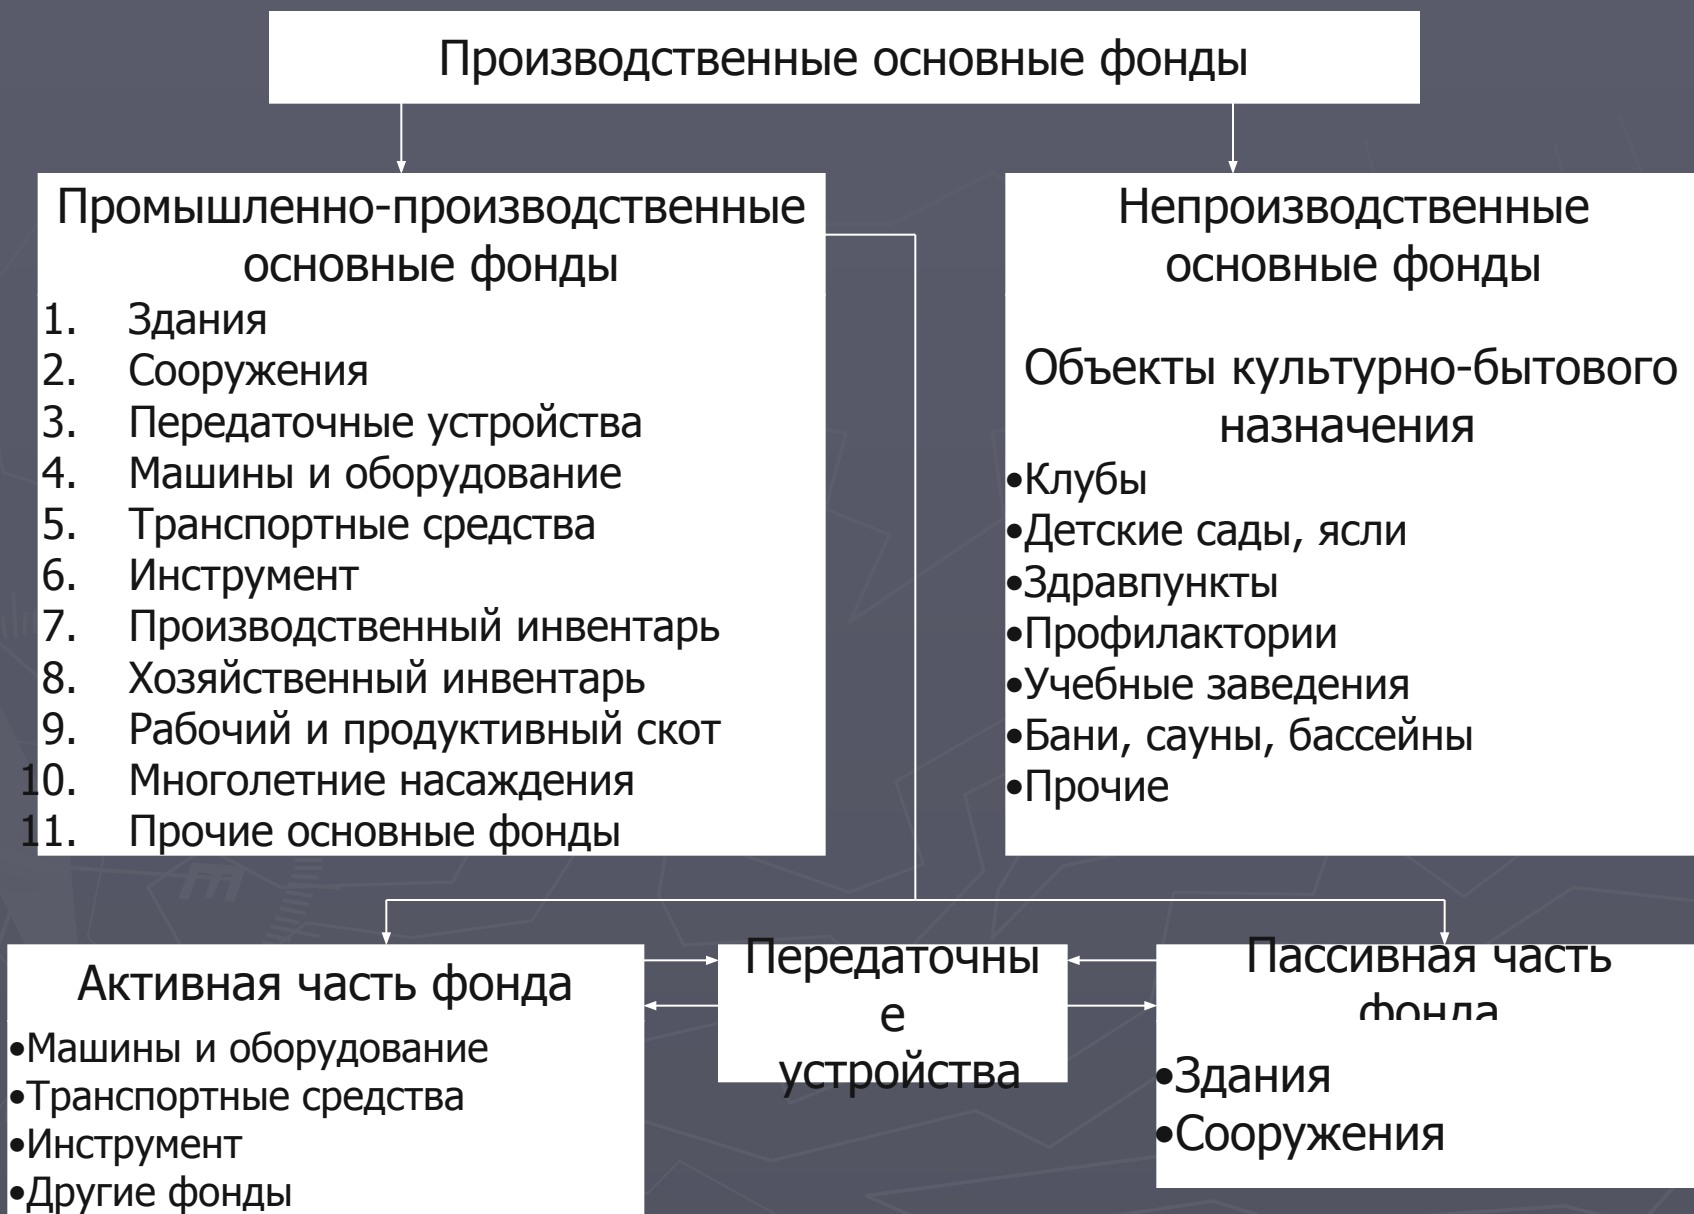 Производственные основные фонды
Промышленно-производственные
основные фонды
1. Здания
2. Сооружения
3. Передаточные устройства
4. Машины и оборудование
5. Транспортные средства
6. Инструмент
7. Производственный инвентарь
8. Хозяйственный инвентарь
9. Рабочий и продуктивный скот
10. Многолетние насаждения
11. Прочие основные фонды
Непроизводственные
основные фонды
Объекты культурно-бытового
назначения
•Клубы
•Детские сады, ясли
•Здравпункты
•Профилактории
•Учебные заведения
•Бани, сауны, бассейны
•Прочие
Активная часть фонда
•Машины и оборудование
•Транспортные средства
•Инструмент
•Другие фонды
Передаточны
е
устройства
Пассивная часть
фонда
•Здания
•Сооружения